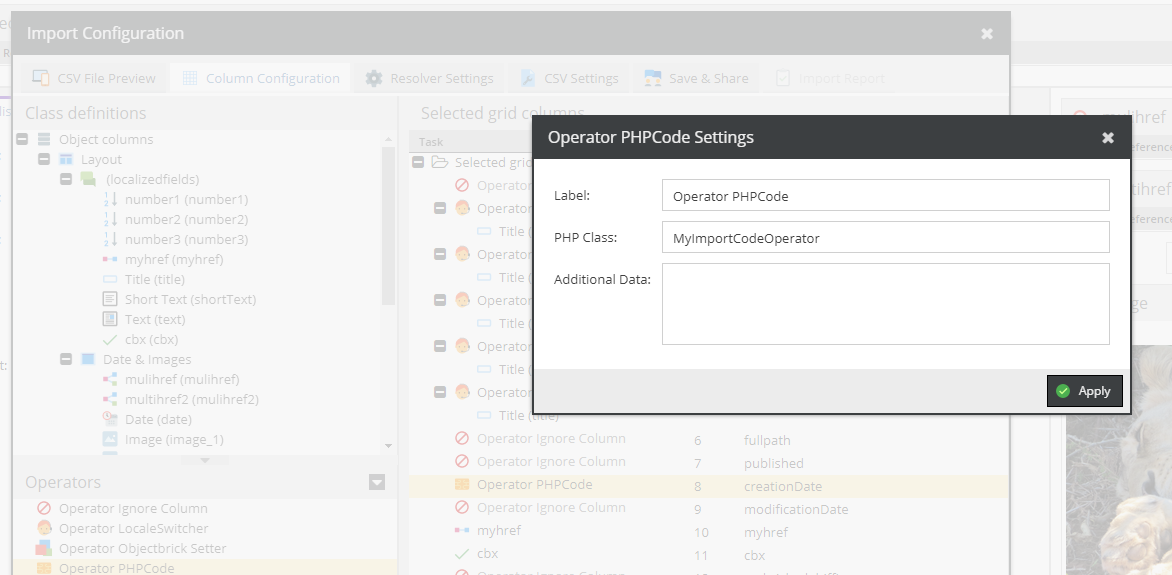 Import Configuration
CSV File Preview
Column Configuration
Resolver Settings
CSV Settings
Save & Share
Import Report
Class definitions
Object columns
Layout
(localizedfields)
number1 (number1)
number2 (number2)
number3 (number3)
myhref (myhref)
Title (title)
Short Text (shortText)
Text (text)
cbx (cbx)
Date & Images
mulihref (mulihref)
multihref2 (mulihref2)
Date (date)
Image (image_1)
Operators
Operator Ignore Column
Operator LocaleSwitcher
Operator Objectbrick Setter
Operator PHPCode
Selected grid columns
Task
Selected grid
Operator
Operator
Title
Operator
Title
Operator
Title
Operator
Title
Operator
Title (title)
Operator Ignore Column 6 fullpath
Operator Ignore Column 7 published
Operator PHPCode 8 creationDate
Operator Ignore Column 9 modificationDate
myhref 10 myhref
cbx 11 cbx
Operator PHPCode Settings
Label: Operator PHPCode
PHP Class: MyImportCodeOperator
Additional Data:
Apply